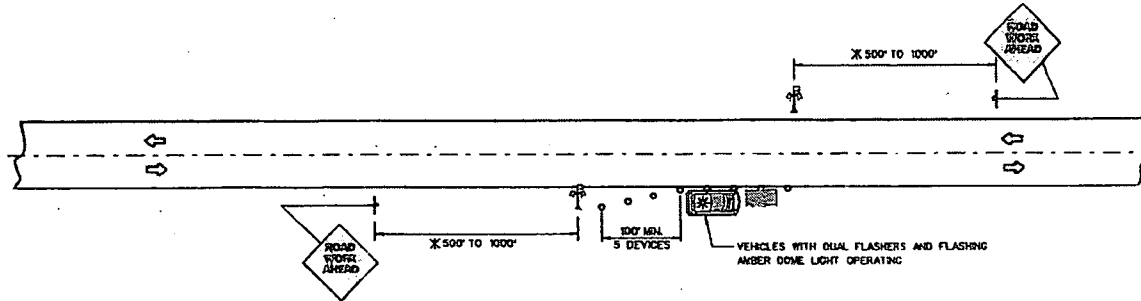 ROAD
WORK
AHEAD
500' TO 1000'
500' TO 1000'
100' MIN.
5 DEVICES
VEHICLES WITH DUAL FLASHERS AND FLASHING
AMBER DOME LIGHT OPERATING
ROAD
WORK
AHEAD